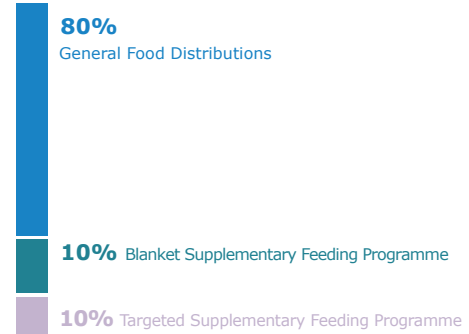 80%
General Food Distributions
10% Blanket Supplementary Feeding Programme
10% Targeted Supplementary Feeding Programme